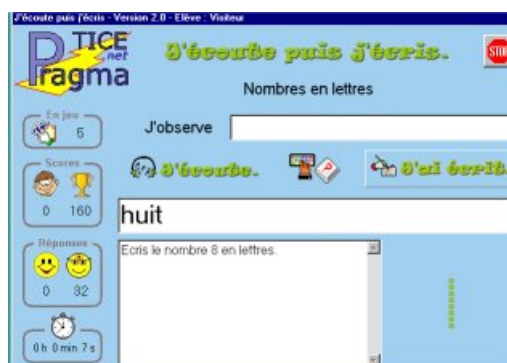 J'écoute puis j'écris - Version 2.0 - Elève : Visiteur
TICE
.net
Pragma
J'écoute puis j'écris.
STOP
Nombres en lettres
En jeu
5
J'observe
Scores
0 160
J'écoute.
J'ai écrit.
huit
Réponses
0 32
Ecris le nombre 8 en lettres.
0h 0min 7s